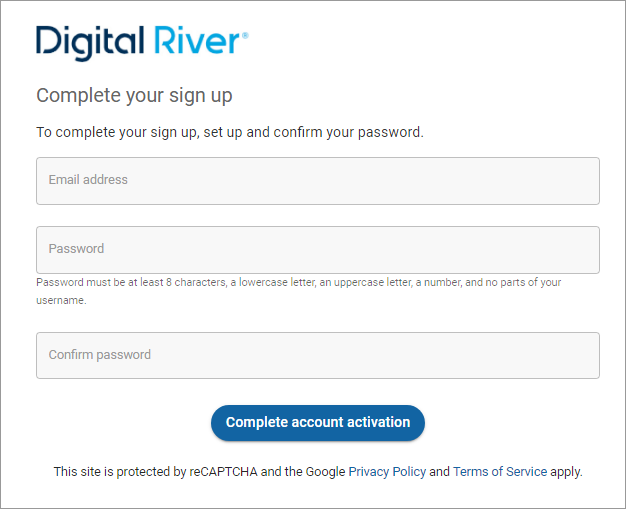 Digital River®
Complete your sign up
To complete your sign up, set up and confirm your password.
Email address
Password
Password must be at least 8 characters, a lowercase letter, an uppercase letter, a number, and no parts of your
username.
Confirm password
Complete account activation
This site is protected by reCAPTCHA and the Google Privacy Policy and Terms of Service apply.